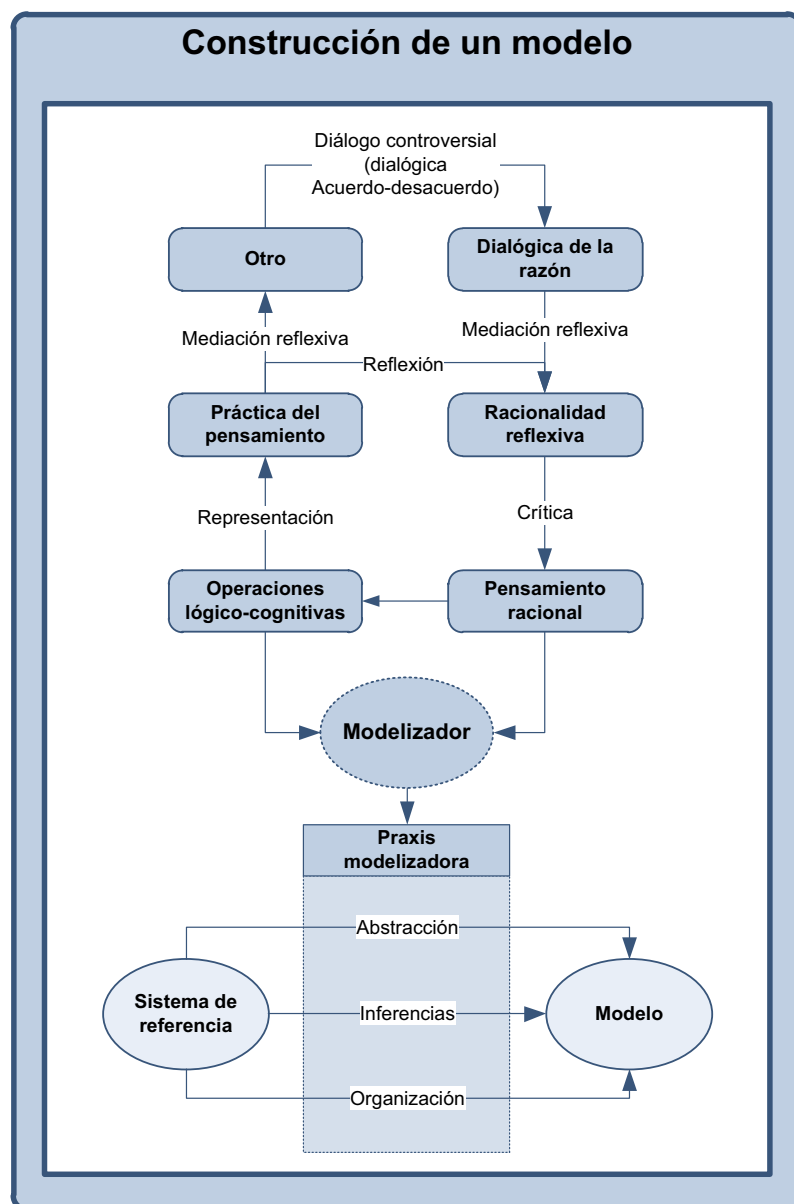 Construcción de un modelo
Diálogo controversial
(dialógica
Acuerdo-desacuerdo)
Otro
Dialógica de la
razón
Mediación reflexiva
Mediación reflexiva
Reflexión
Práctica del
pensamiento
Racionalidad
reflexiva
Representación
Crítica
Operaciones
lógico-cognitivas
Pensamiento
racional
Modelizador
Praxis
modelizadora
Abstracción
Sistema de
referencia
Inferencias
Modelo
Organización